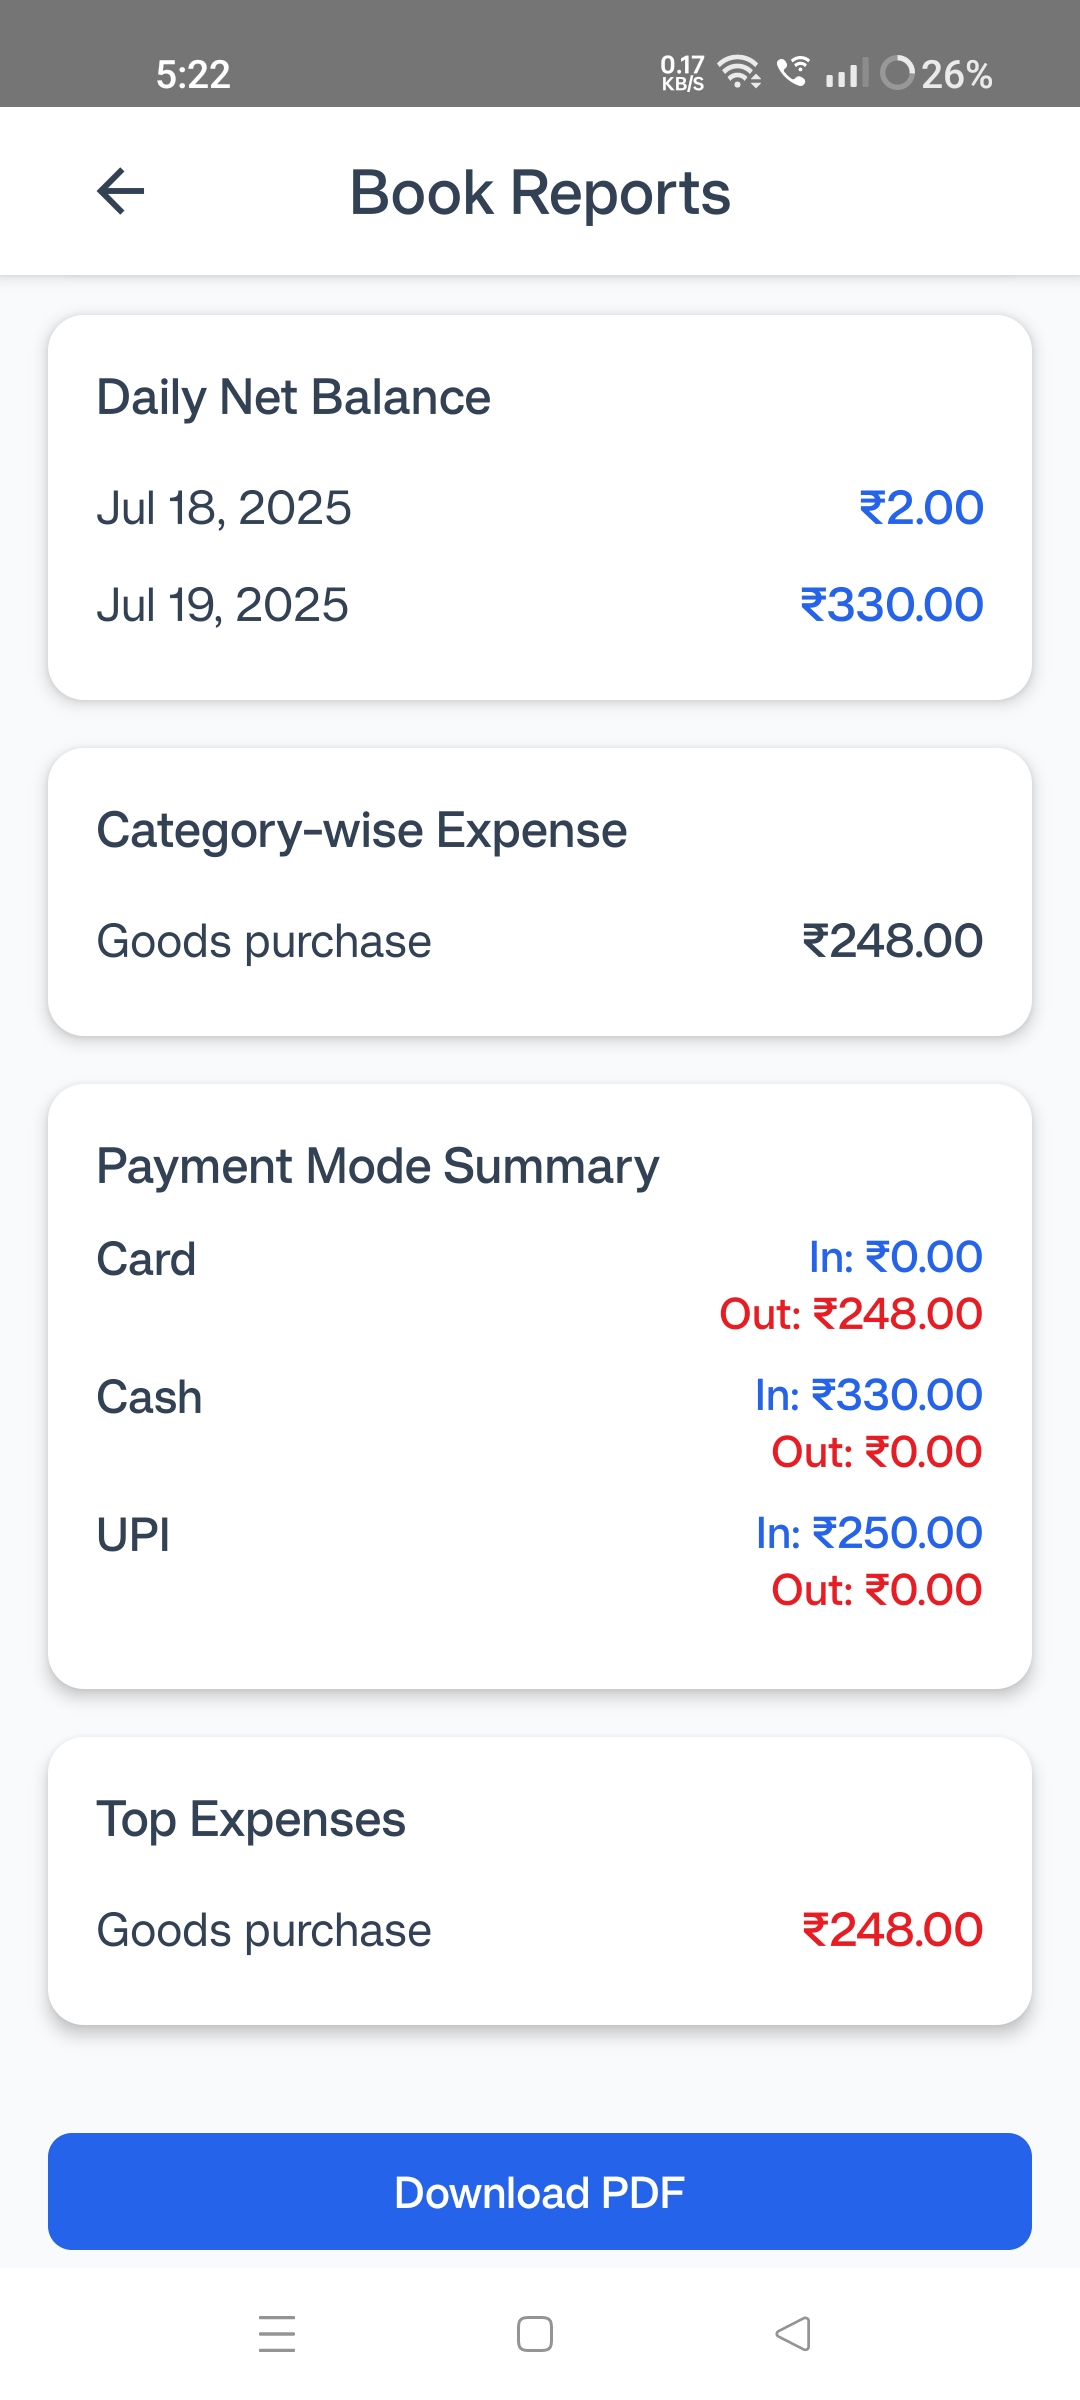 5:22
0.17
KB/S
26%
Book Reports
Daily Net Balance
Jul 18, 2025 ₹2.00
Jul 19, 2025 ₹330.00
Category-wise Expense
Goods purchase ₹248.00
Payment Mode Summary
Card In: ₹0.00
Out: ₹248.00
Cash In: ₹330.00
Out: ₹0.00
UPI In: ₹250.00
Out: ₹0.00
Top Expenses
Goods purchase ₹248.00
Download PDF